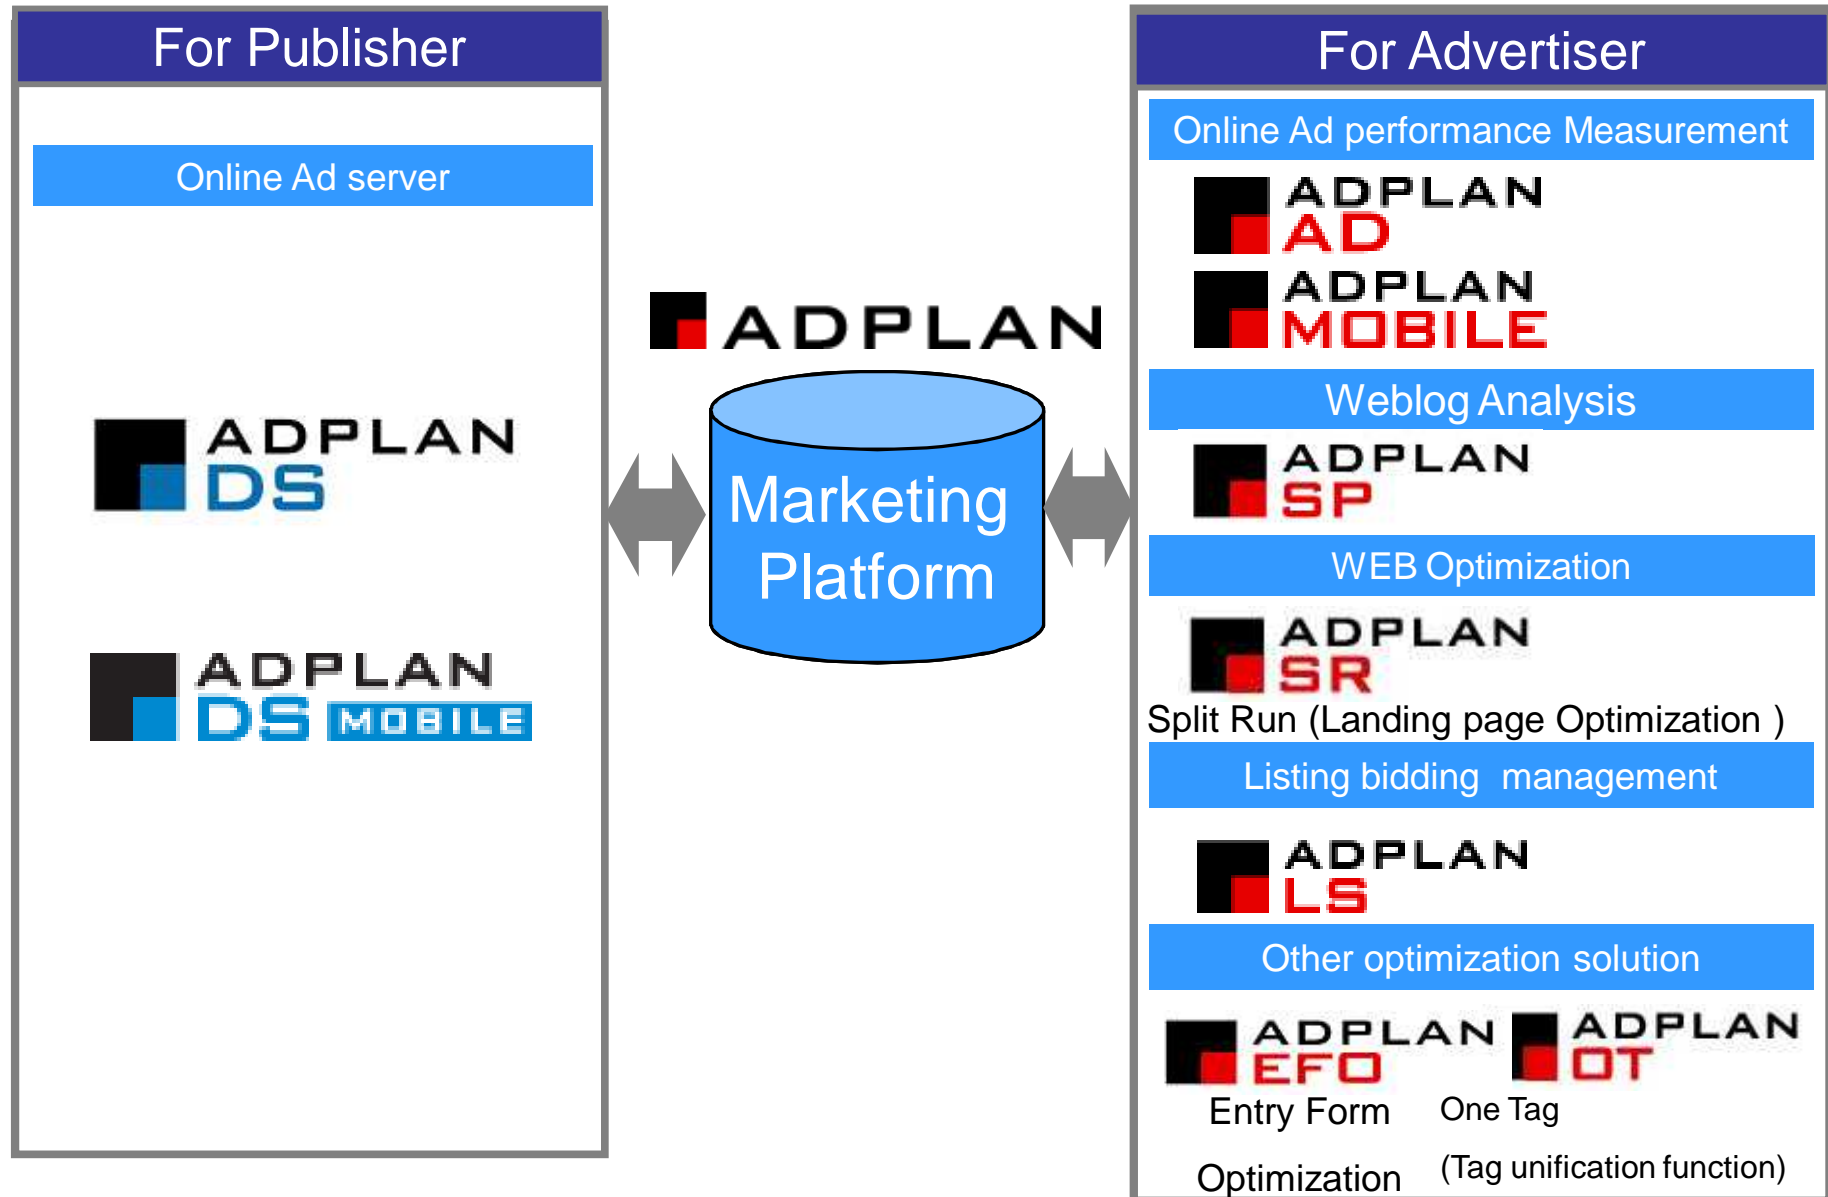 For Publisher
Online Ad server
ADPLAN
DS
ADPLAN
DS MOBILE
ADPLAN
Marketing
Platform
For Advertiser
Online Ad performance Measurement
ADPLAN
AD
ADPLAN
MOBILE
Weblog Analysis
ADPLAN
SP
WEB Optimization
ADPLAN
SR
Split Run (Landing page Optimization )
Listing bidding management
ADPLAN
LS
Other optimization solution
ADPLAN
EFO
Entry Form
Optimization
ADPLAN
OT
One Tag
(Tag unification function)